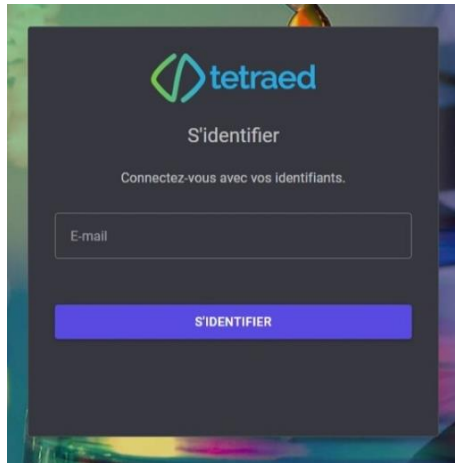 tetraed
S'identifier
Connectez-vous avec vos identifiants.
E-mail
S'IDENTIFIER